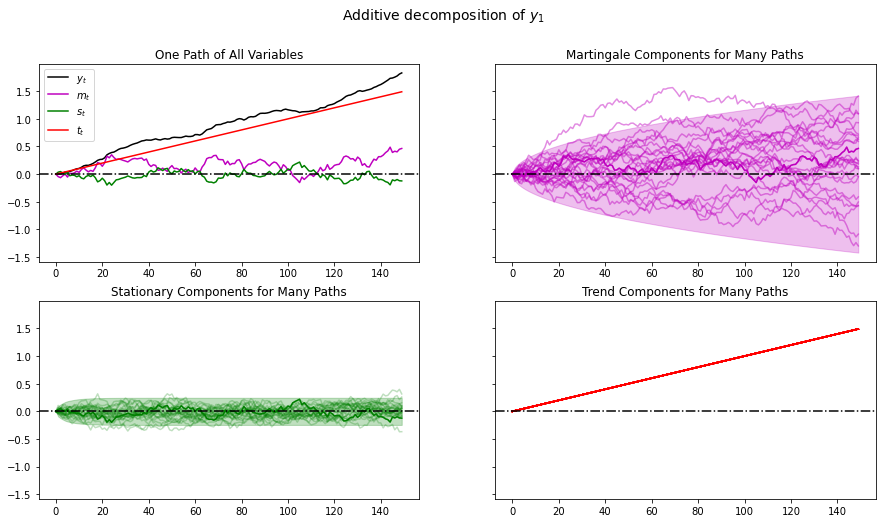 Additive decomposition of y₁
One Path of All Variables
1.5
1.0
0.5
0.0
−0.5
−1.0
−1.5
0 20 40 60 80 100 120 140
yₜ
mₜ
sₜ
tₜ
Martingale Components for Many Paths
0 20 40 60 80 100 120 140
Stationary Components for Many Paths
1.5
1.0
0.5
0.0
−0.5
−1.0
−1.5
0 20 40 60 80 100 120 140
Trend Components for Many Paths
0 20 40 60 80 100 120 140